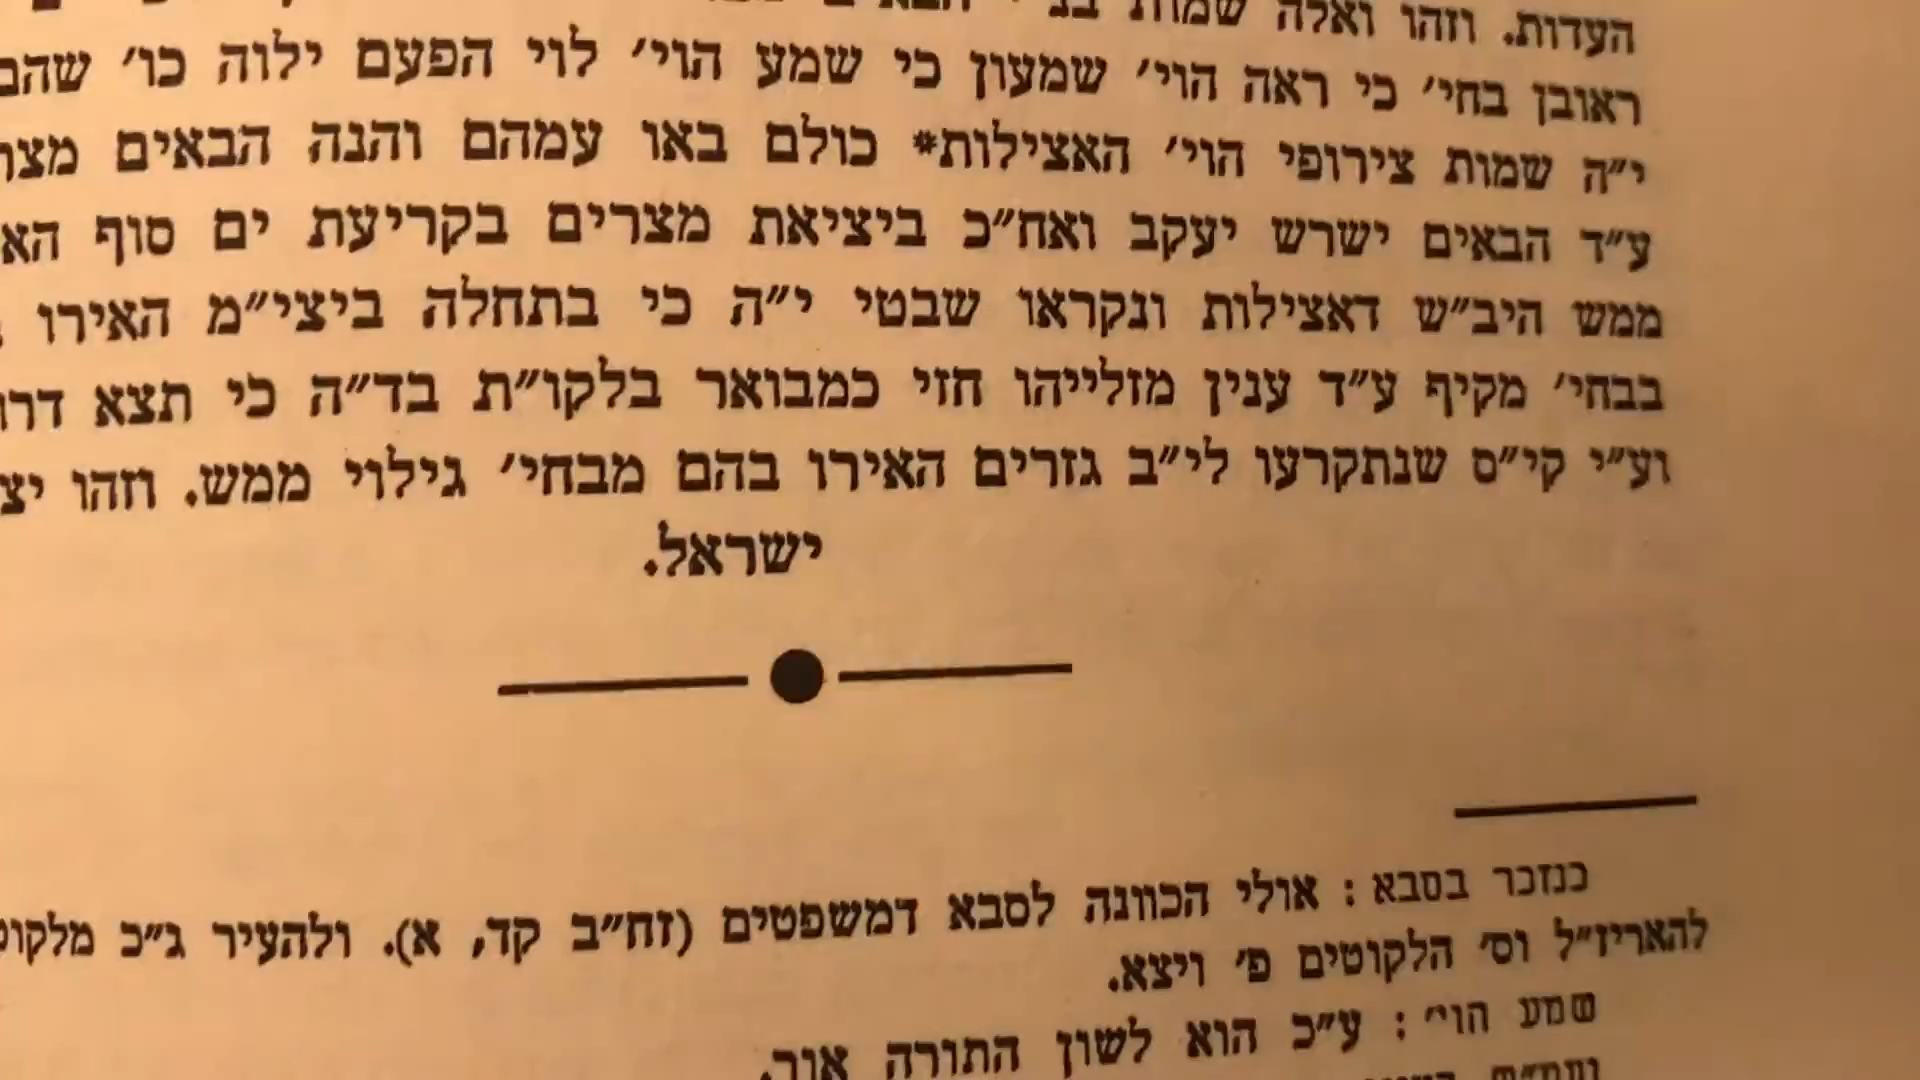 העדות. וזהו ואלה שמות בני
ראובן בחי׳ כי ראה הוי׳ שמעון כי שמע הוי׳ לוי הפעם ילוה כו׳ שהם
י״ה שמות צירופי הוי׳ האצילות* כולם באו עמהם והנה הבאים
ע״ד הבאים ישרש יעקב ואח״כ ביציאת מצרים בקריעת ים סוף
ממש היב״ש דאצילות ונקראו שבטי י״ה כי בתחלה ביצי״מ האירו
בבחי׳ מקיף ע״ד ענין מזלייהו חזי כמבואר בלקו״ת בד״ה כי תצא
וע״י קי״ס שנתקרעו לי״ב גזרים האירו בהם מבחי׳ גילוי ממש. וזהו
ישראל.
כנזכר בסבא: אולי הכוונה לסבא דמשפטים (זח״ב קד, א). ולהעיר ג״כ
להאריז״ל וס׳ הלקוטים פ׳ ויצא.
שמע הוי׳: ע״כ הוא לשון התורה אור.